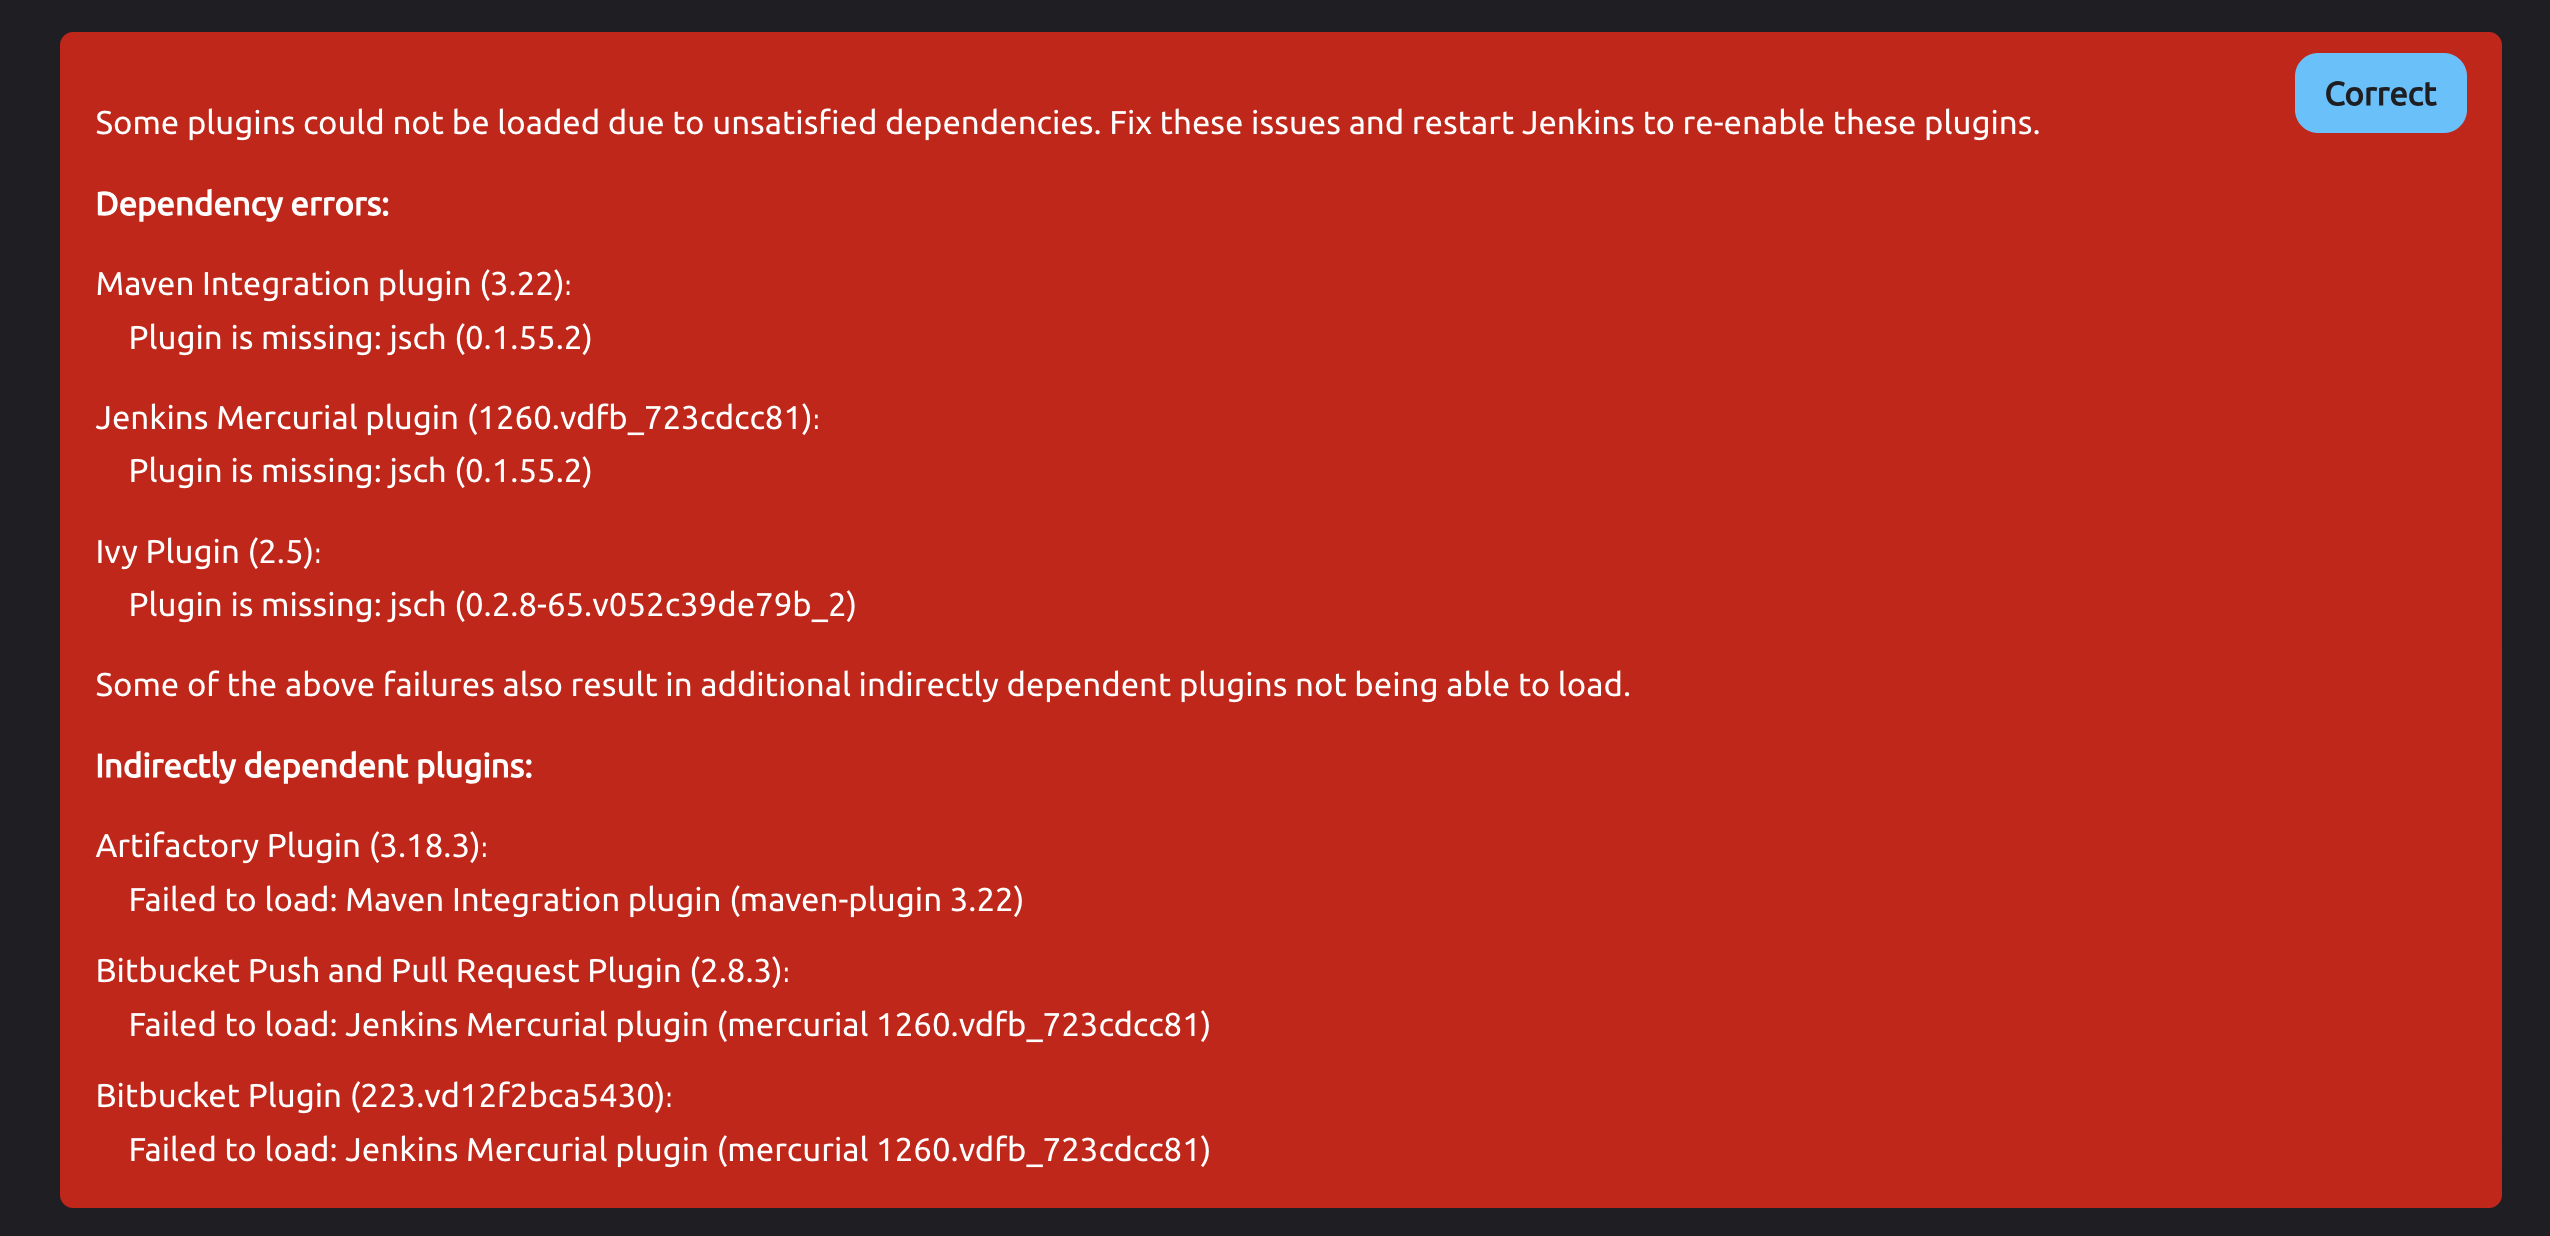 Correct
Some plugins could not be loaded due to unsatisfied dependencies. Fix these issues and restart Jenkins to re-enable these plugins.
Dependency errors:
Maven Integration plugin (3.22):
Plugin is missing: jsch (0.1.55.2)
Jenkins Mercurial plugin (1260.vdfb_723cdcc81):
Plugin is missing: jsch (0.1.55.2)
Ivy Plugin (2.5):
Plugin is missing: jsch (0.2.8-65.v052c39de79b_2)
Some of the above failures also result in additional indirectly dependent plugins not being able to load.
Indirectly dependent plugins:
Artifactory Plugin (3.18.3):
Failed to load: Maven Integration plugin (maven-plugin 3.22)
Bitbucket Push and Pull Request Plugin (2.8.3):
Failed to load: Jenkins Mercurial plugin (mercurial 1260.vdfb_723cdcc81)
Bitbucket Plugin (223.vd12f2bca5430):
Failed to load: Jenkins Mercurial plugin (mercurial 1260.vdfb_723cdcc81)